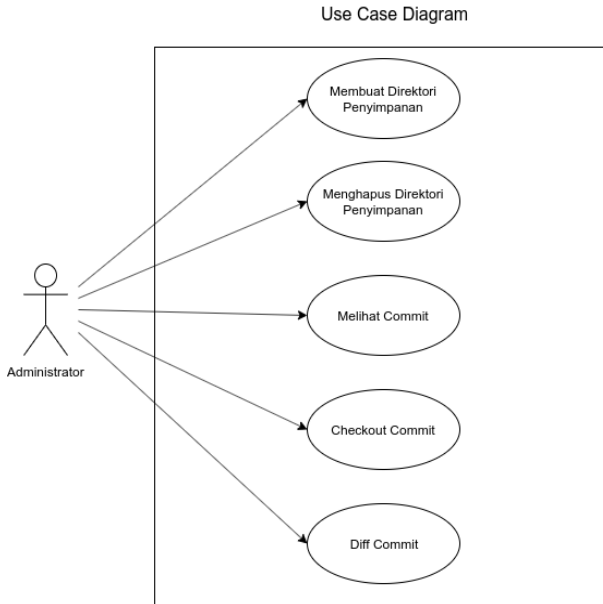 Use Case Diagram
Membuat Direktori
Penyimpanan
Menghapus Direktori
Penyimpanan
Melihat Commit
Administrator
Checkout Commit
Diff Commit